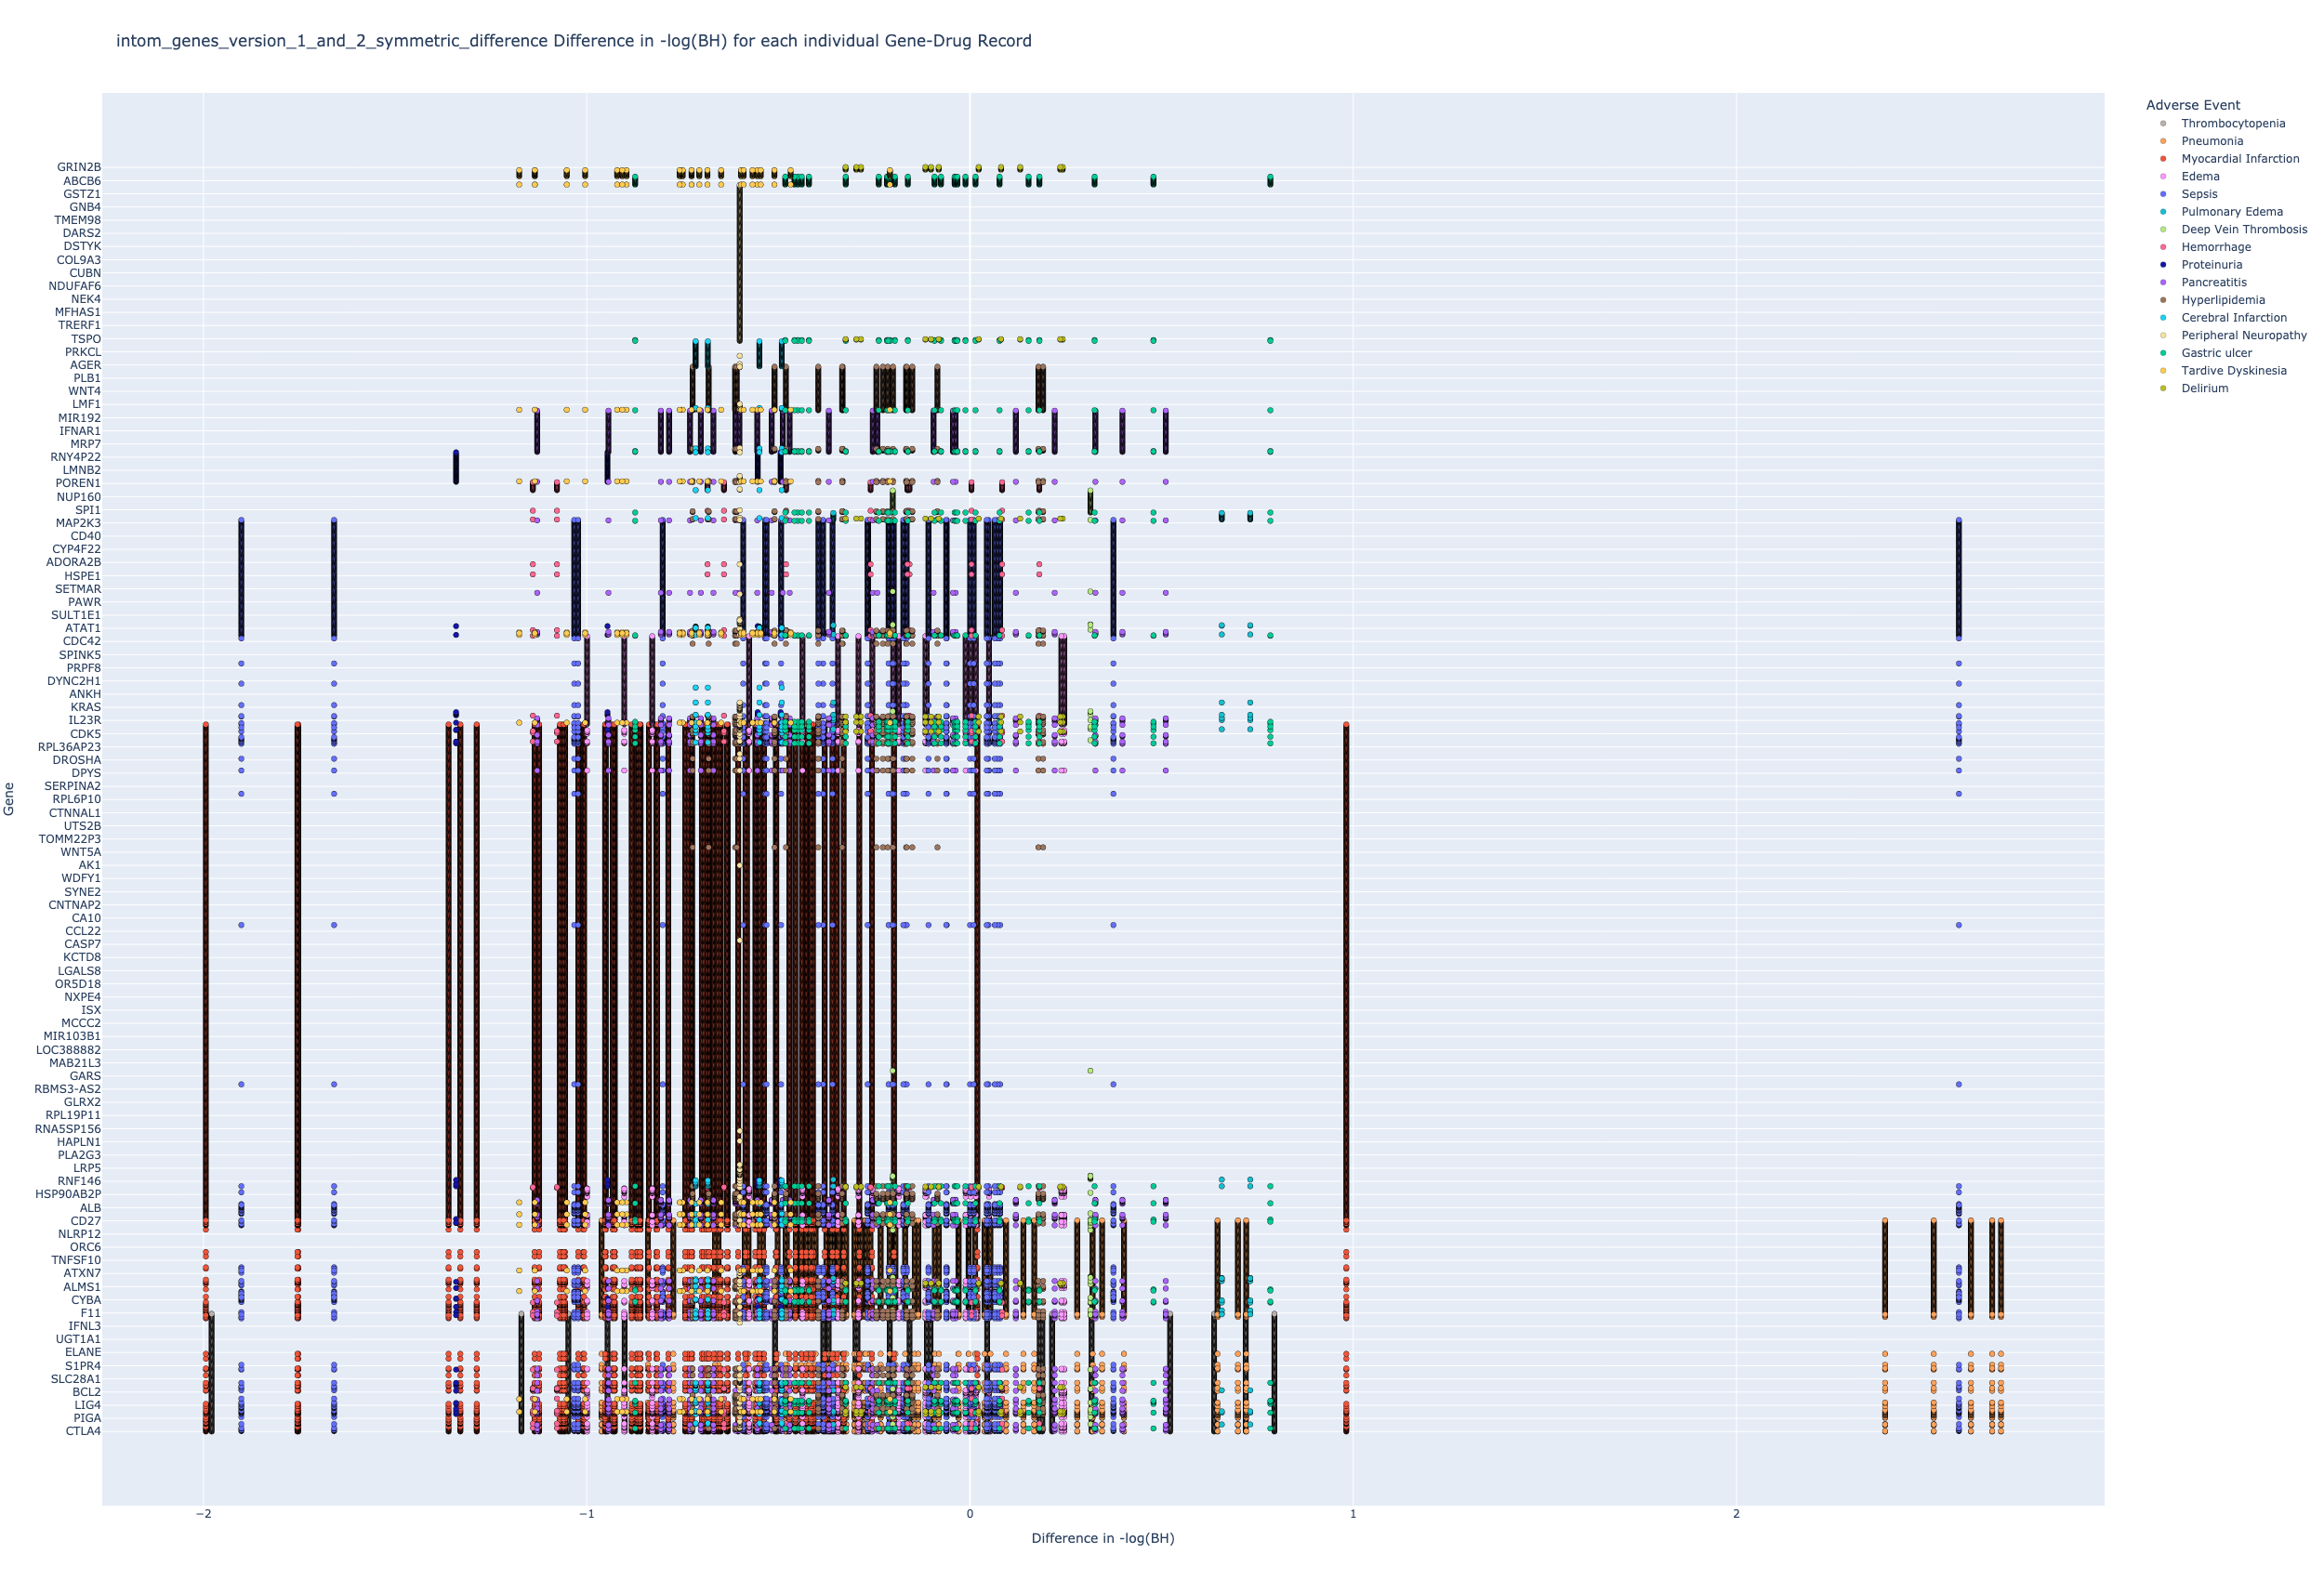 intom_genes_version_1_and_2_symmetric_difference Difference in -log(BH) for each individual Gene-Drug Record
Adverse Event
Thrombocytopenia
Pneumonia
Myocardial Infarction
Edema
Sepsis
Pulmonary Edema
Deep Vein Thrombosis
Hemorrhage
Proteinuria
Pancreatitis
Hyperlipidemia
Cerebral Infarction
Peripheral Neuropathy
Gastric ulcer
Tardive Dyskinesia
Delirium
Gene
GRIN2B
ABCB6
GSTZ1
GNB4
TMEM98
DARS2
DSTYK
COL9A3
CUBN
NDUFAF6
NEK4
MFHAS1
TRERF1
TSPO
PRKCL
AGER
PLB1
WNT4
LMF1
MIR192
IFNAR1
MRP7
RNY4P22
LMNB2
POREN1
NUP160
SPI1
MAP2K3
CD40
CYP4F22
ADORA2B
HSPE1
SETMAR
PAWR
SULT1E1
ATAT1
CDC42
SPINK5
PRPF8
DYNC2H1
ANKH
KRAS
IL23R
CDK5
RPL36AP23
DROSHA
DPYS
SERPINA2
RPL6P10
CTNNAL1
UTS2B
TOMM22P3
WNT5A
AK1
WDFY1
SYNE2
CNTNAP2
CA10
CCL22
CASP7
KCTD8
LGALS8
OR5D18
NXPE4
ISX
MCCC2
MIR103B1
LOC388882
MAB21L3
GARS
RBMS3-AS2
GLRX2
RPL19P11
RNA5SP156
HAPLN1
PLA2G3
LRP5
RNF146
HSP90AB2P
ALB
CD27
NLRP12
ORC6
TNFSF10
ATXN7
ALMS1
CYBA
F11
IFNL3
UGT1A1
ELANE
S1PR4
SLC28A1
BCL2
LIG4
PIGA
CTLA4
−2 −1 0 1 2
Difference in -log(BH)